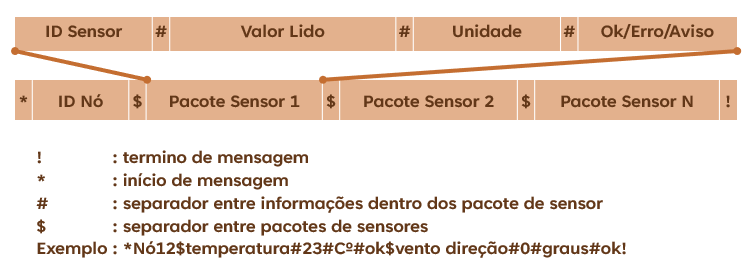 ID Sensor # Valor Lido # Unidade # Ok/Erro/Aviso
* ID Nó $ Pacote Sensor 1 $ Pacote Sensor 2 $ Pacote Sensor N !
! : termino de mensagem
* : início de mensagem
# : separador entre informações dentro dos pacote de sensor
$ : separador entre pacotes de sensores
Exemplo : *Nó12$temperatura#23#Cº#ok$vento direção#0#graus#ok!